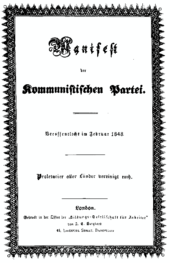 Manifest
der
Kommunistischen Partei.
Veröffentlicht im Februar 1848
Proletarier aller Länder vereinigt euch.
London.
Gedruckt in der Office der „Bildungs-Gesellschaft für Arbeiter“
von J. E. Burghard
46, Liverpool Street, Bishopsgate